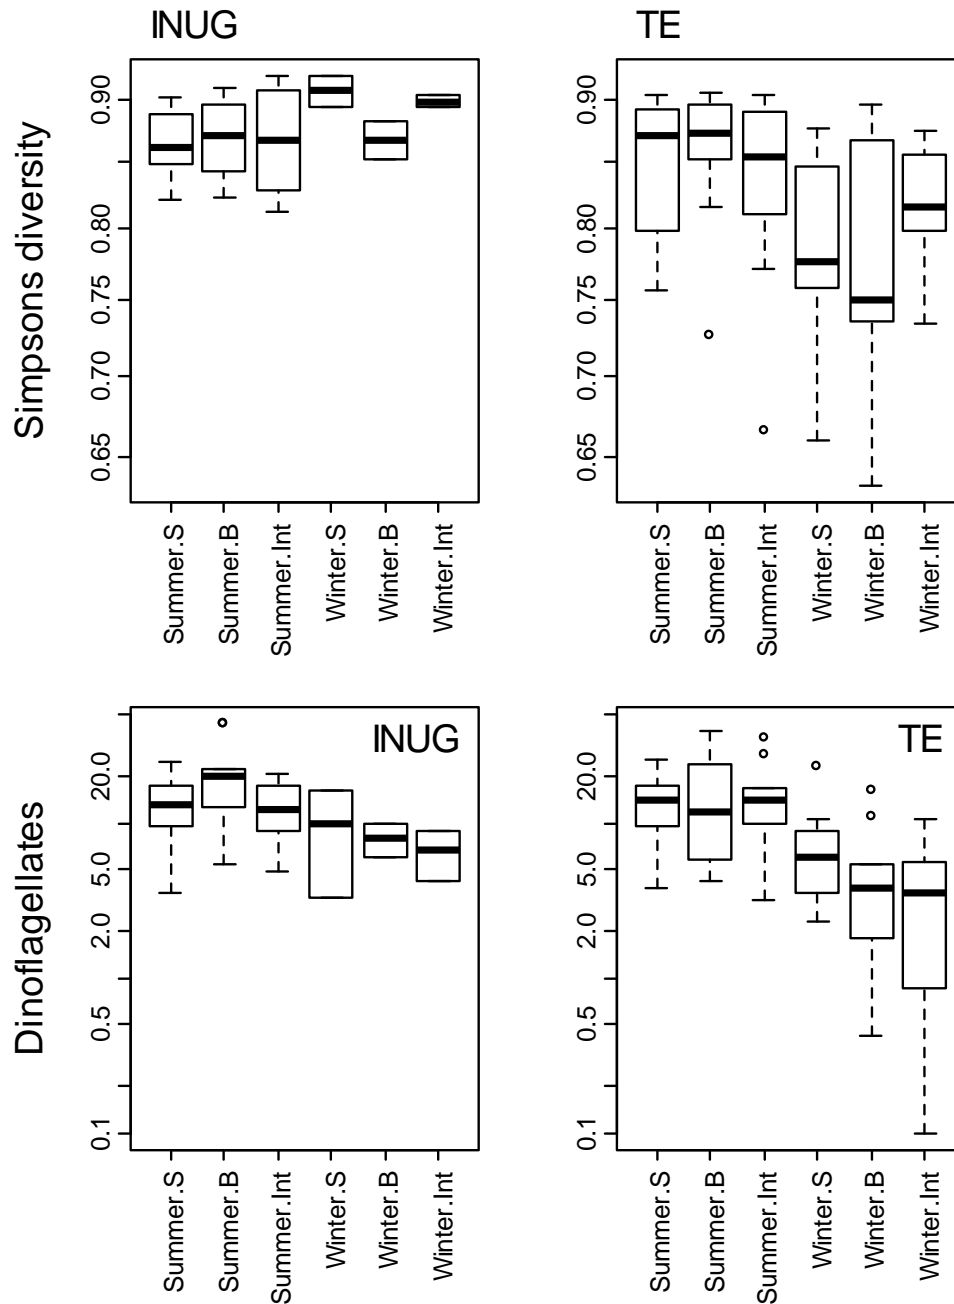 INUG
TE
Simpsons diversity
0.90
0.80
0.75
0.70
0.65
0.90
0.80
0.75
0.70
0.65
Summer.S
Summer.B
Summer.Int
Winter.S
Winter.B
Winter.Int
Summer.S
Summer.B
Summer.Int
Winter.S
Winter.B
Winter.Int
INUG
TE
Dinoflagellates
20.0
5.0
2.0
0.5
0.1
20.0
5.0
2.0
0.5
0.1
Summer.S
Summer.B
Summer.Int
Winter.S
Winter.B
Winter.Int
Summer.S
Summer.B
Summer.Int
Winter.S
Winter.B
Winter.Int